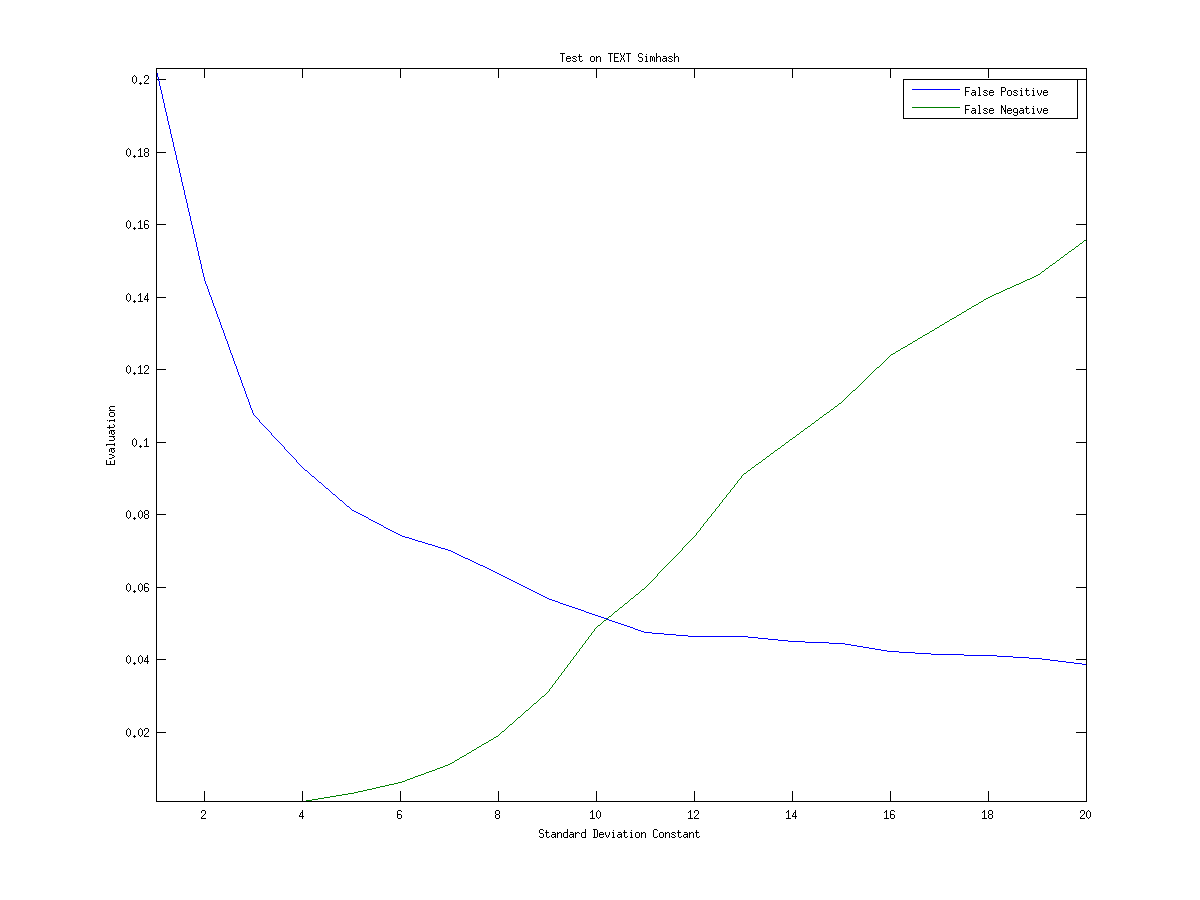 Test on TEXT Simhash
False Positive
False Negative
0.2
0.18
0.16
0.14
0.12
0.1
0.08
0.06
0.04
0.02
Evaluation
2 4 6 8 10 12 14 16 18 20
Standard Deviation Constant